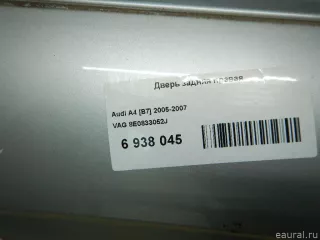 Дверь задняя правая
Audi A4 [B7] 2005-2007
VAG 8E0833052J
6 938 045
eaural.ru